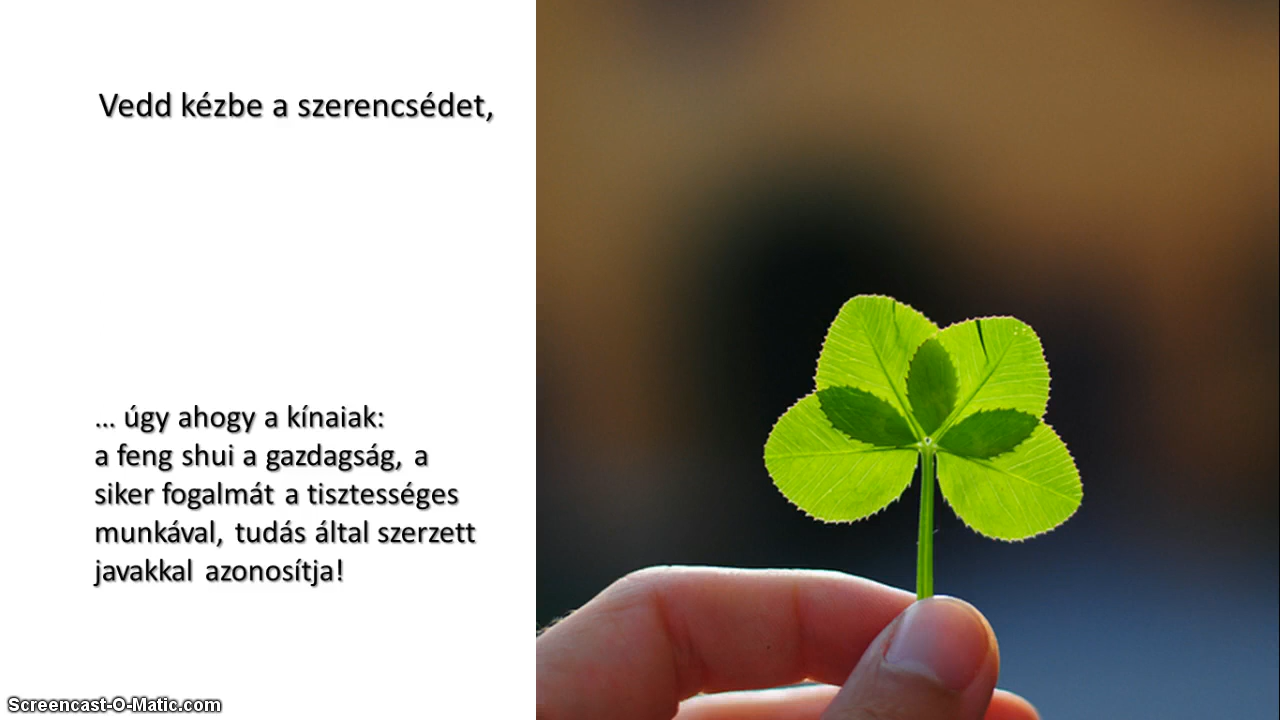 Vedd kézbe a szerencsédet,
... úgy ahogy a kínaiak:
a feng shui a gazdagság, a
siker fogalmát a tisztességes
munkával, tudás által szerzett
javakkal azonosítja!
Screencast-O-Matic.com